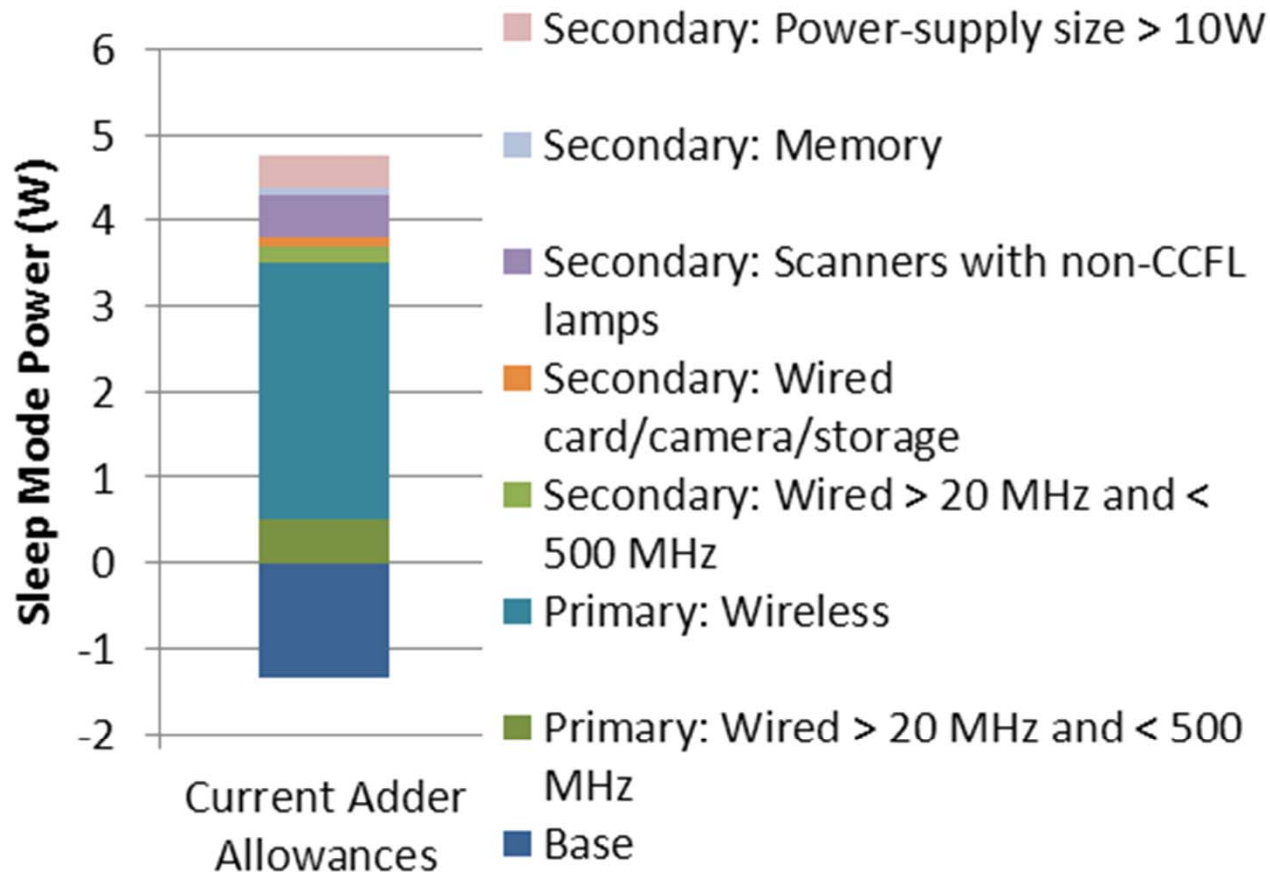 Sleep Mode Power (W)
6
5
4
3
2
1
0
-1
-2
Current Adder
Allowances
Secondary: Power-supply size > 10W
Secondary: Memory
Secondary: Scanners with non-CCFL
lamps
Secondary: Wired
card/camera/storage
Secondary: Wired > 20 MHz and <
500 MHz
Primary: Wireless
Primary: Wired > 20 MHz and < 500
MHz
Base